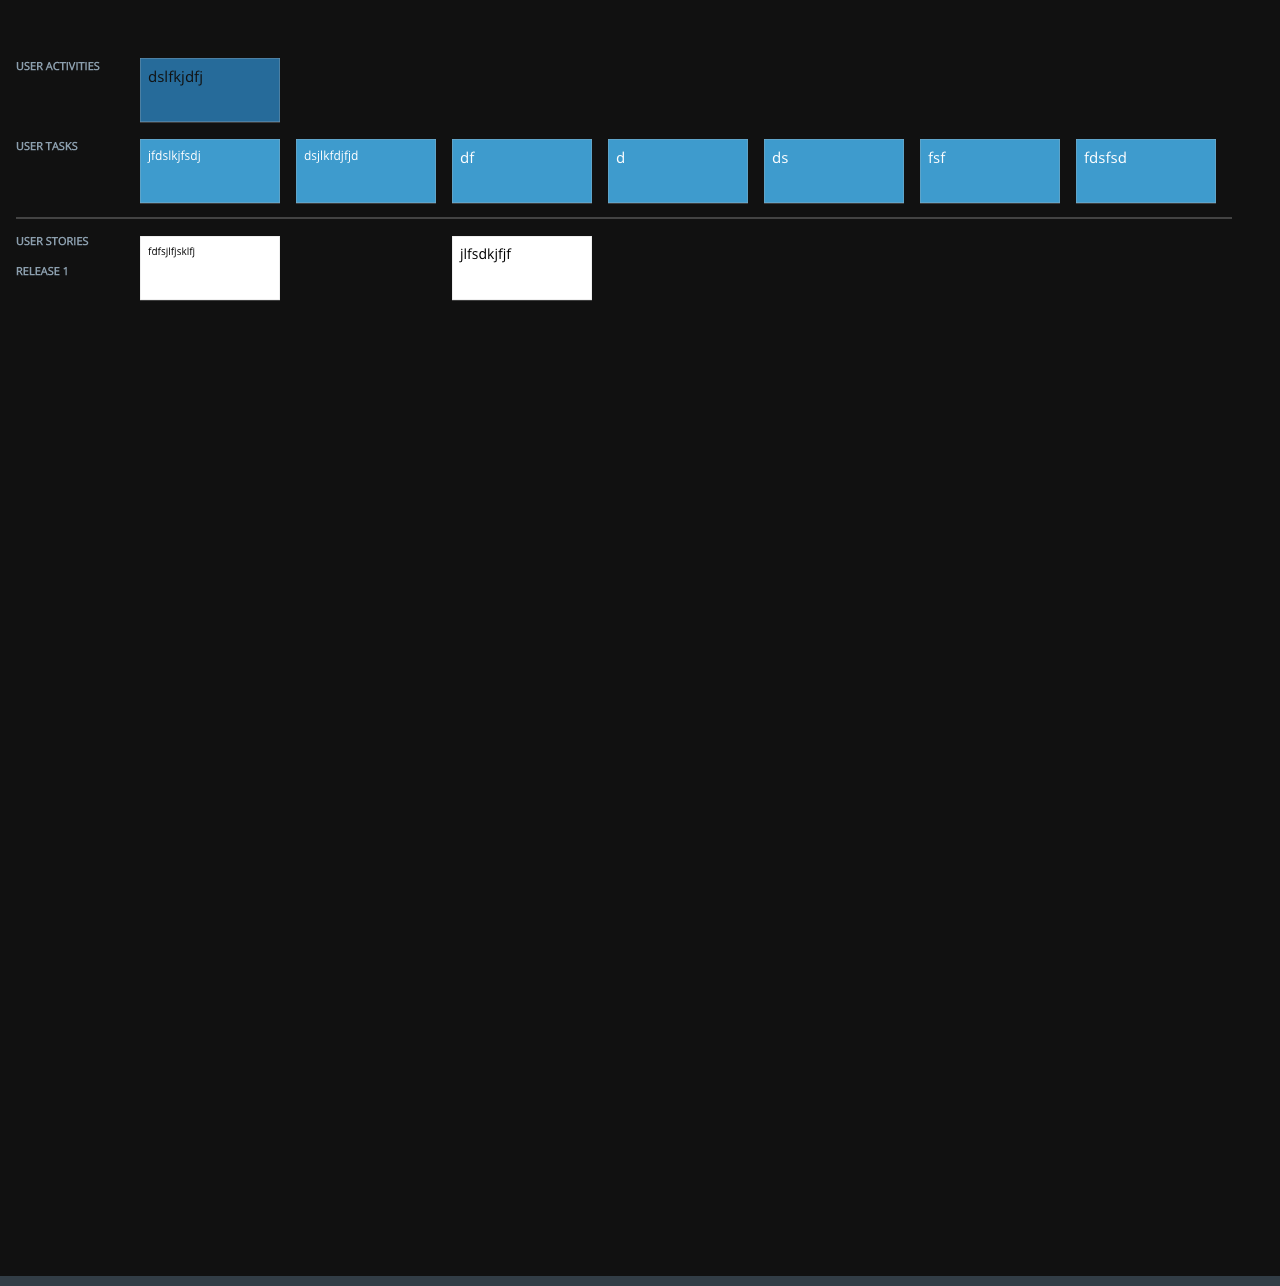 USER ACTIVITIES
dslfkjdfj
USER TASKS
jfdslkjfsdj
dsjlkfdjfjd
df
d
ds
fsf
fdsfsd
USER STORIES
fdfsjlfjsklfj
jlfsdkjfjf
RELEASE 1